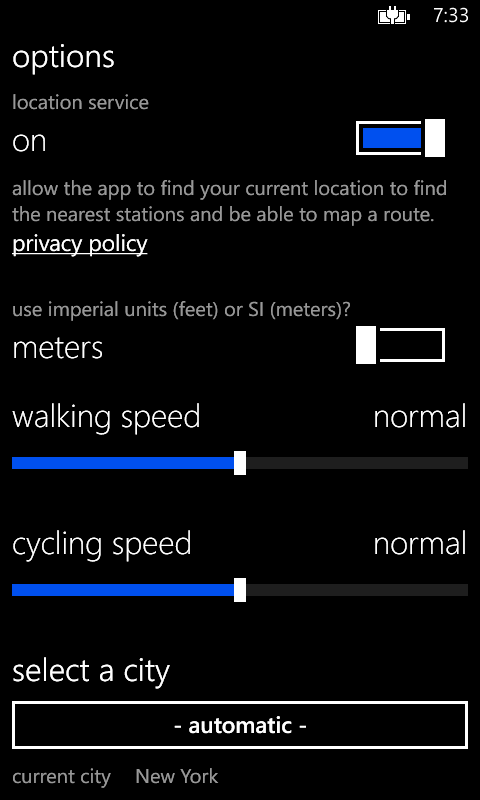 7:33
options
location service
on
allow the app to find your current location to find
the nearest stations and be able to map a route.
privacy policy
use imperial units (feet) or SI (meters)?
meters
walking speed normal
cycling speed normal
select a city
- automatic -
current city New York